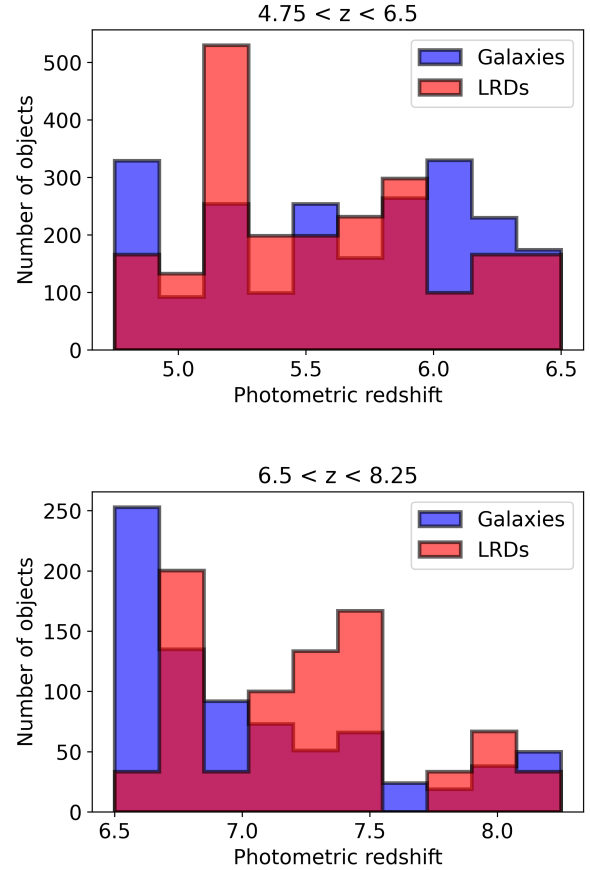 4.75 < z < 6.5
Number of objects
500
400
300
200
100
0
Galaxies
LRDs
5.0 5.5 6.0 6.5
Photometric redshift
6.5 < z < 8.25
Number of objects
250
200
150
100
50
0
Galaxies
LRDs
6.5 7.0 7.5 8.0
Photometric redshift